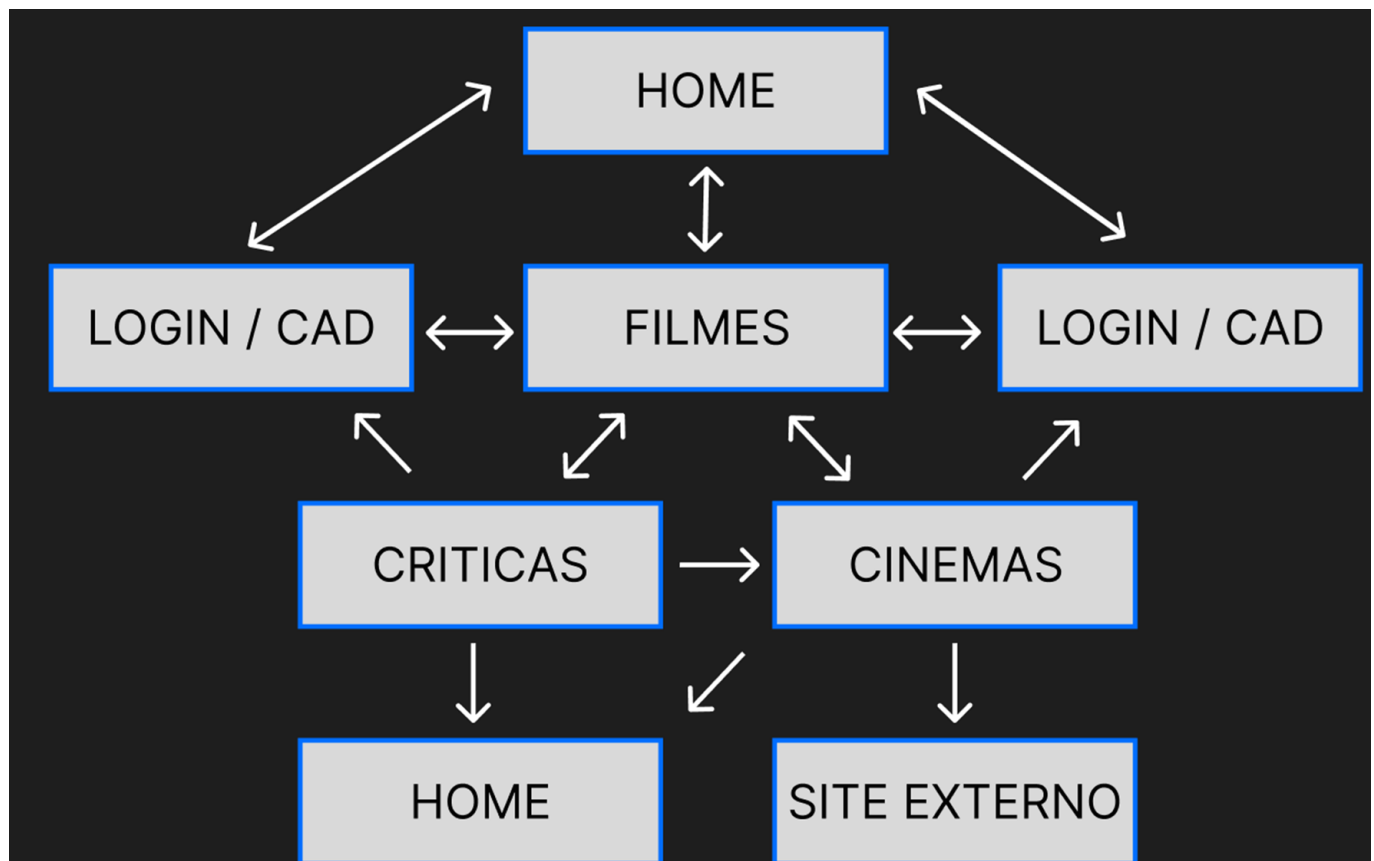 HOME
LOGIN / CAD
FILMES
LOGIN / CAD
CRITICAS
CINEMAS
HOME
SITE EXTERNO